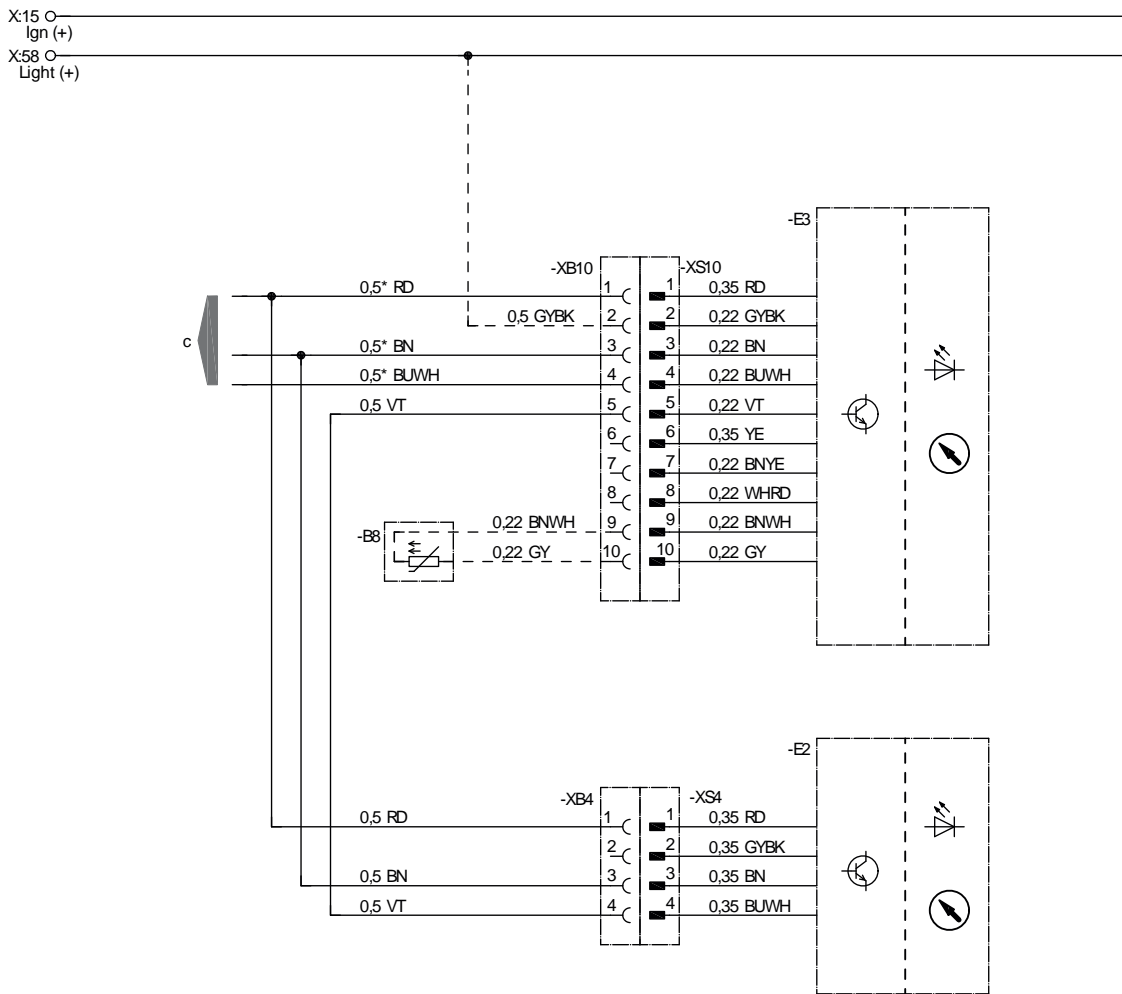 X:15
Ign (+)
X:58
Light (+)
-E3
-XB10 -XS10
0,5* RD 1 1 0,35 RD
0,5 GYBK 2 2 0,22 GYBK
c
0,5* BN 3 3 0,22 BN
0,5* BUWH 4 4 0,22 BUWH
0,5 VT 5 5 0,22 VT
6 6 0,35 YE
7 7 0,22 BNYE
8 8 0,22 WHRD
-B8 0,22 BNWH 9 9 0,22 BNWH
0,22 GY 10 10 0,22 GY
-E2
-XB4 -XS4
0,5 RD 1 1 0,35 RD
2 2 0,35 GYBK
0,5 BN 3 3 0,35 BN
0,5 VT 4 4 0,35 BUWH